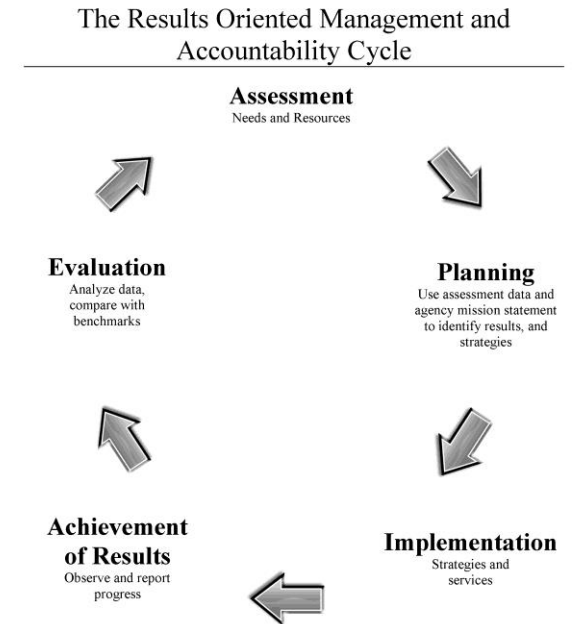 The Results Oriented Management and
Accountability Cycle
Assessment
Needs and Resources
Evaluation
Analyze data,
compare with
benchmarks
Planning
Use assessment data and
agency mission statement
to identify results, and
strategies
Achievement
of Results
Observe and report
progress
Implementation
Strategies and
services